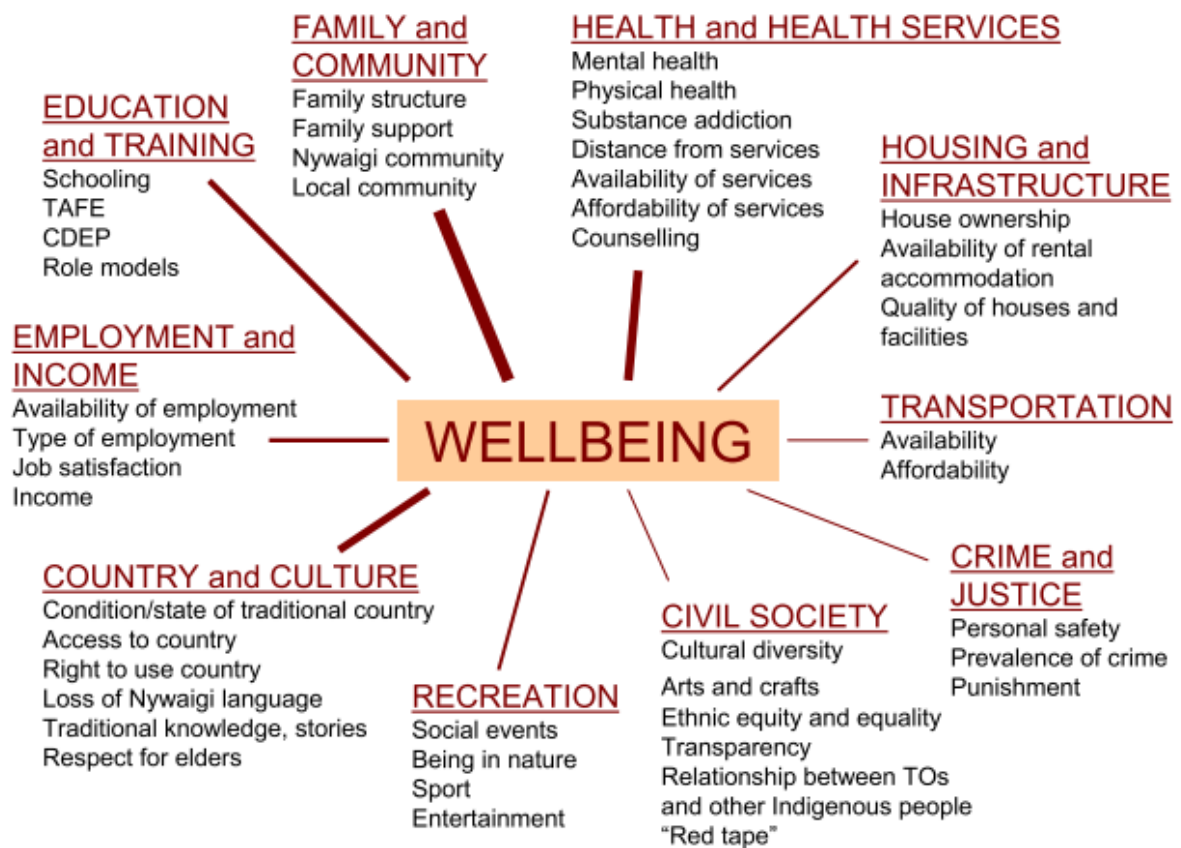 FAMILY and
COMMUNITY
Family structure
Family support
Nywaigi community
Local community
HEALTH and HEALTH SERVICES
Mental health
Physical health
Substance addiction
Distance from services
Availability of services
Affordability of services
Counselling
EDUCATION
and TRAINING
Schooling
TAFE
CDEP
Role models
HOUSING and
INFRASTRUCTURE
House ownership
Availability of rental
accommodation
Quality of houses and
facilities
EMPLOYMENT and
INCOME
Availability of employment
Type of employment
Job satisfaction
Income
WELLBEING
TRANSPORTATION
Availability
Affordability
COUNTRY and CULTURE
Condition/state of traditional country
Access to country
Right to use country
Loss of Nywaigi language
Traditional knowledge, stories
Respect for elders
RECREATION
Social events
Being in nature
Sport
Entertainment
CIVIL SOCIETY
Cultural diversity
Arts and crafts
Ethnic equity and equality
Transparency
Relationship between TOs
and other Indigenous people
“Red tape”
CRIME and
JUSTICE
Personal safety
Prevalence of crime
Punishment